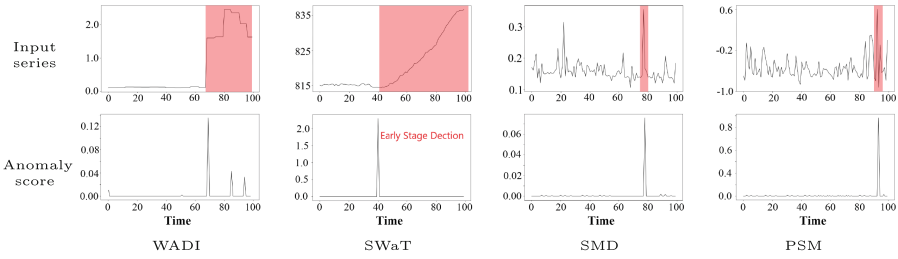 Input
series
2.0
1.0
0.0
0 20 40 60 80 100
835
825
815
0 20 40 60 80 100
0.3
0.2
0.1
0 20 40 60 80 100
0.6
-0.2
-1.0
0 20 40 60 80 100
Anomaly
score
0.12
0.08
0.04
0.00
0 20 40 60 80 100
Time
2.0
1.5
1.0
0.5
0.0
Early Stage Dection
0 20 40 60 80 100
Time
0.06
0.04
0.02
0.00
0 20 40 60 80 100
Time
0.8
0.6
0.4
0.2
0.0
0 20 40 60 80 100
Time
WADI SWaT SMD PSM